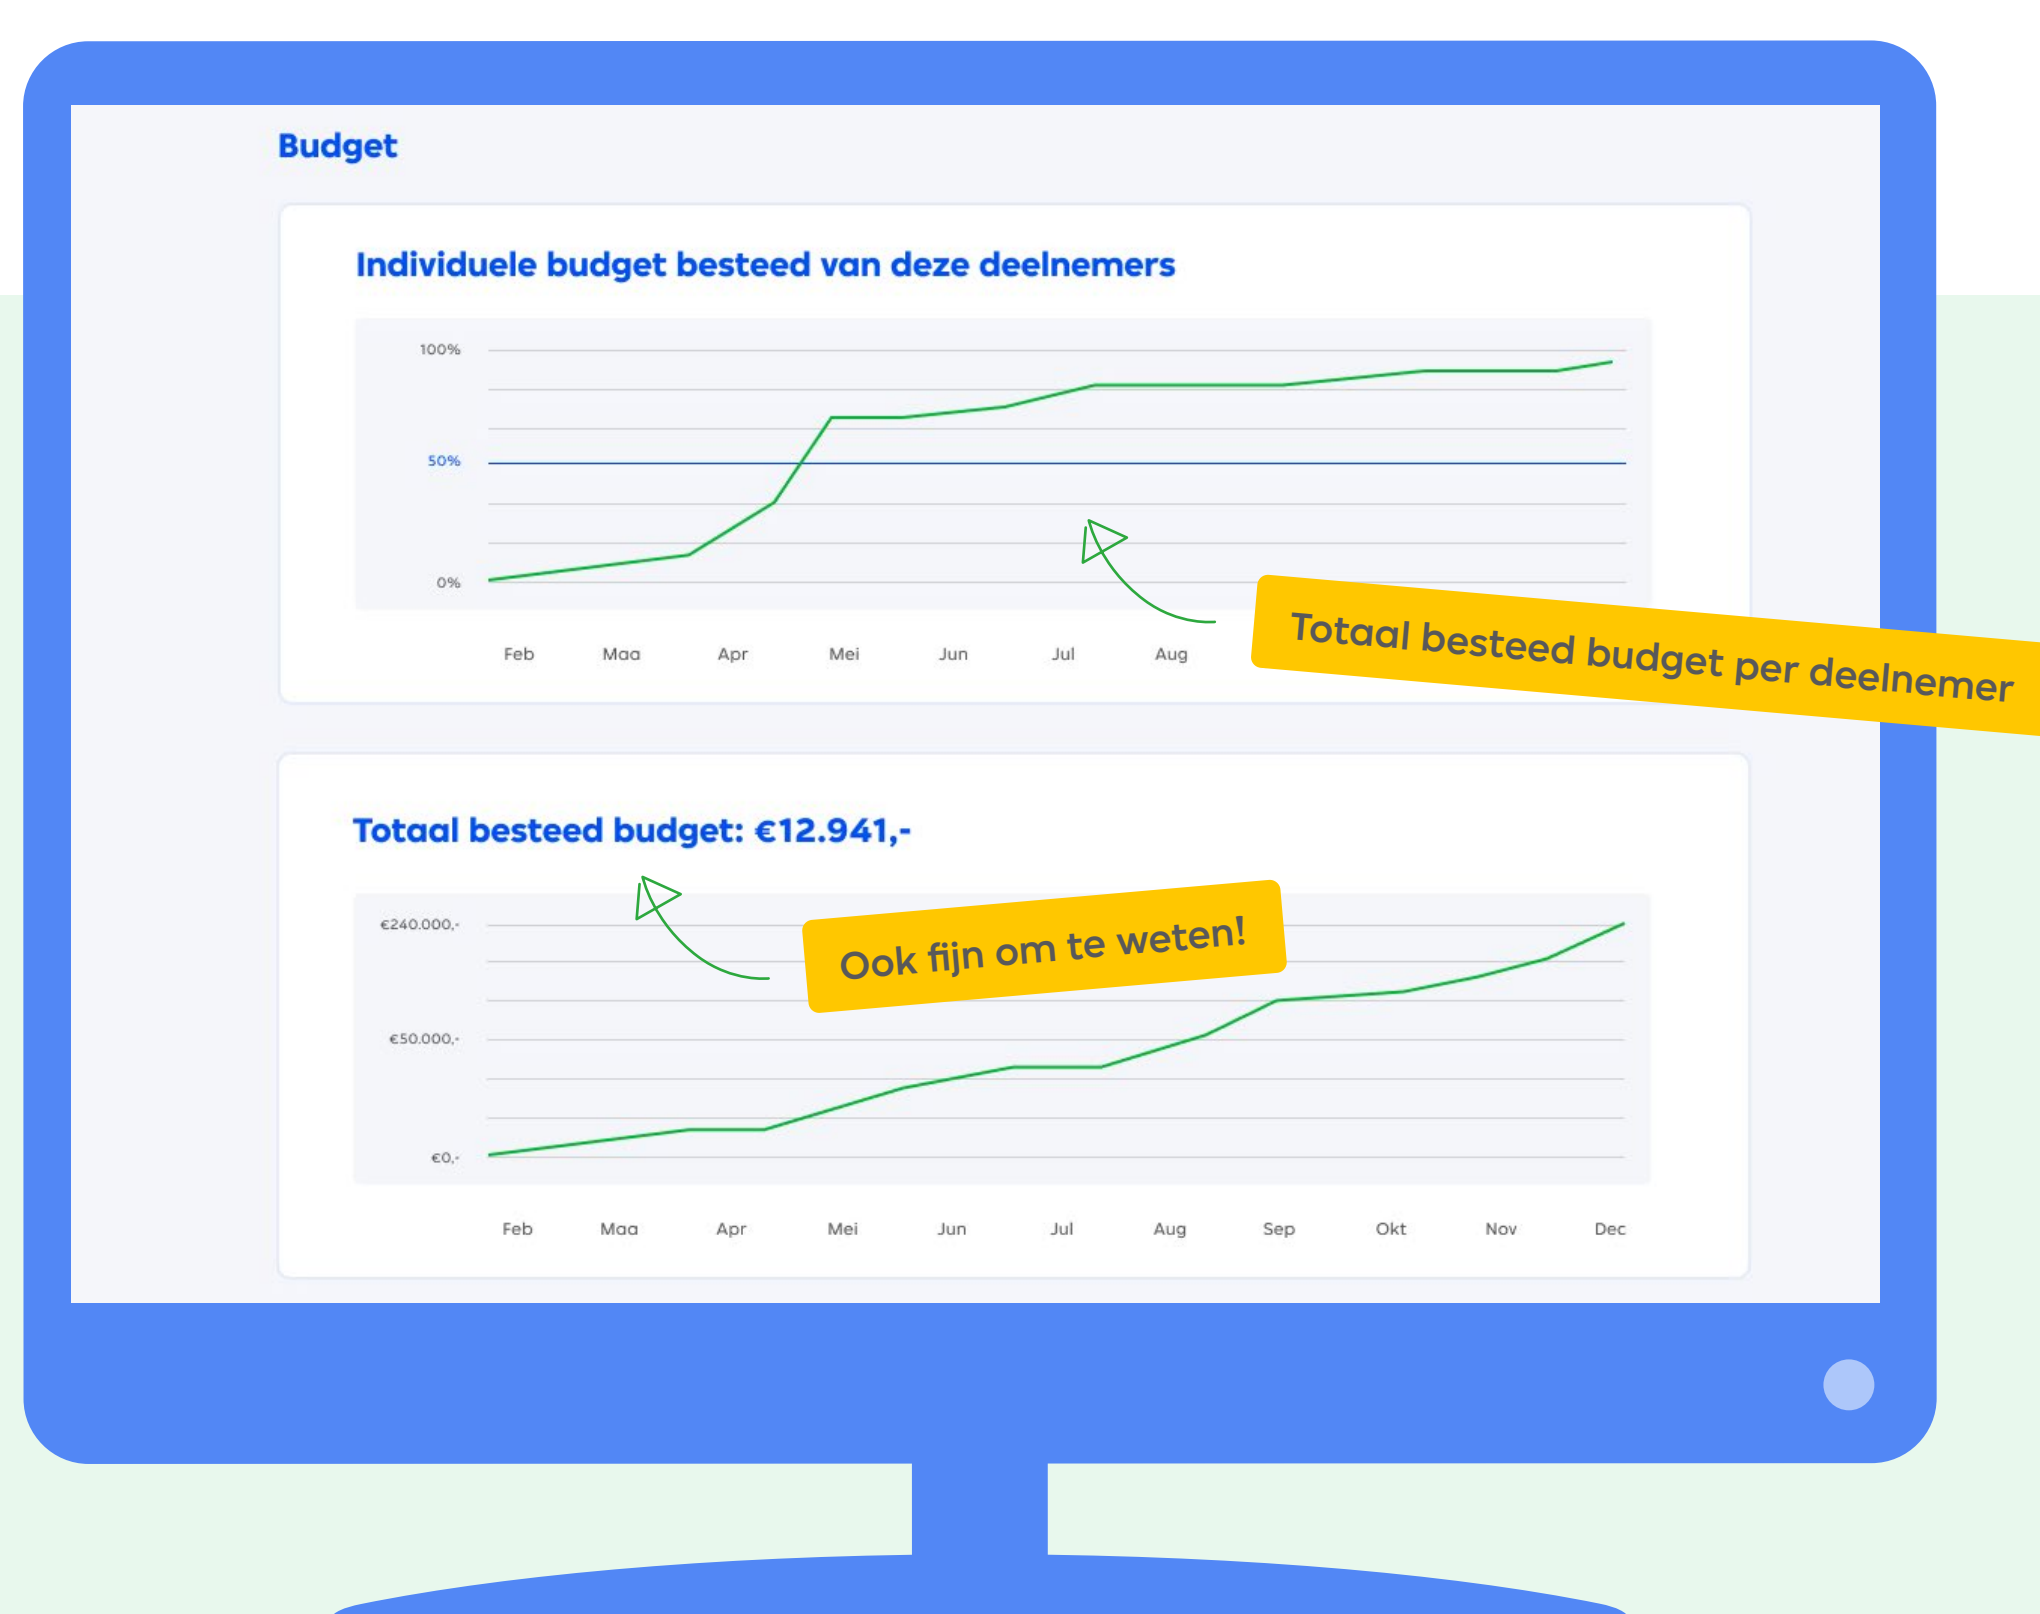 Budget
Individuele budget besteed van deze deelnemers
100%
50%
0%
Feb Maa Apr Mei Jun Jul Aug
Totaal besteed budget per deelnemer
Totaal besteed budget: €12.941,-
Ook fijn om te weten!
€240.000,-
€50.000,-
€0,-
Feb Maa Apr Mei Jun Jul Aug Sep Okt Nov Dec